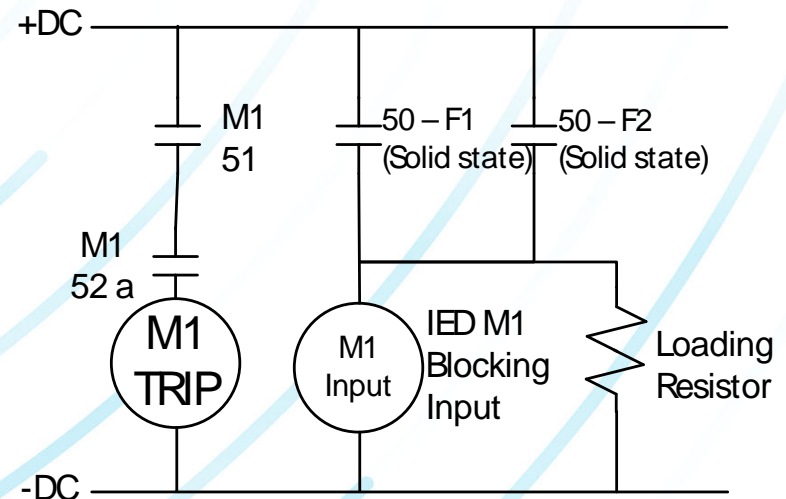 +DC
M1
51
50 – F1
(Solid state)
50 – F2
(Solid state)
M1
52 a
M1
TRIP
M1
Input
IED M1
Blocking
Input
Loading
Resistor
-DC